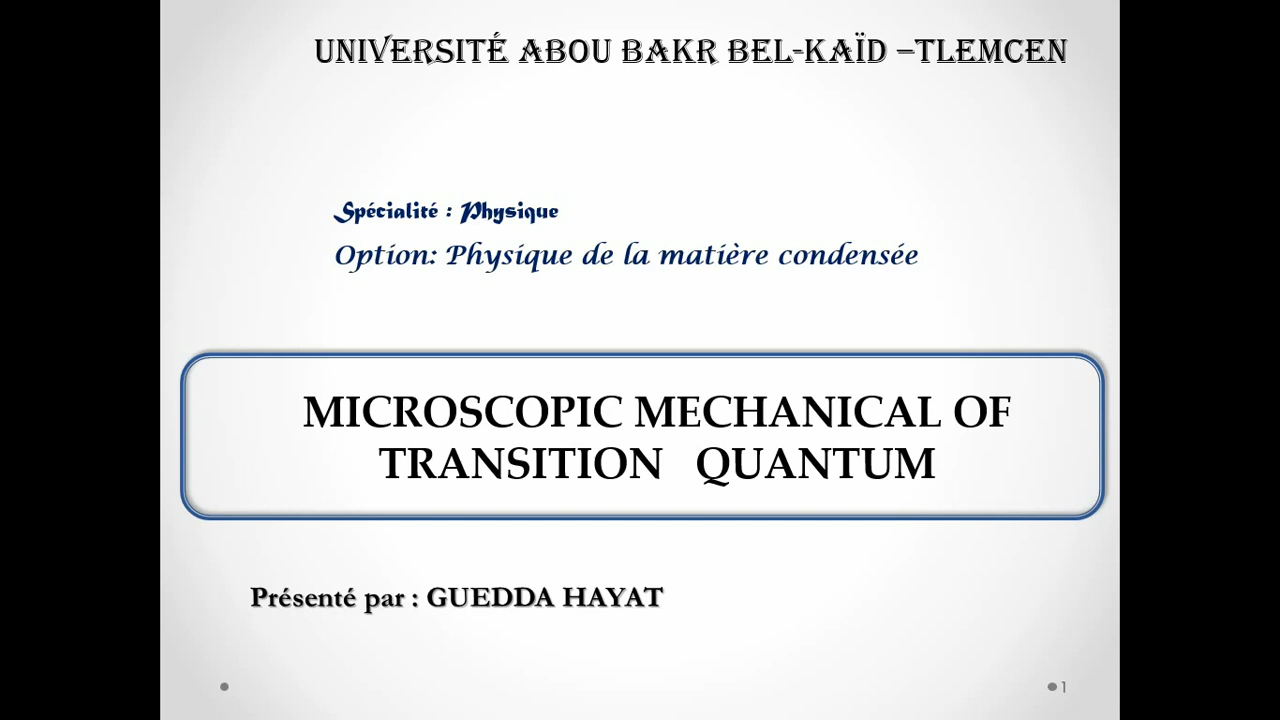 UNIVERSITÉ ABOU BAKR BEL-KAÏD –TLEMCEN
Spécialité : Physique
Option: Physique de la matière condensée
MICROSCOPIC MECHANICAL OF
TRANSITION QUANTUM
Présenté par : GUEDDA HAYAT
1